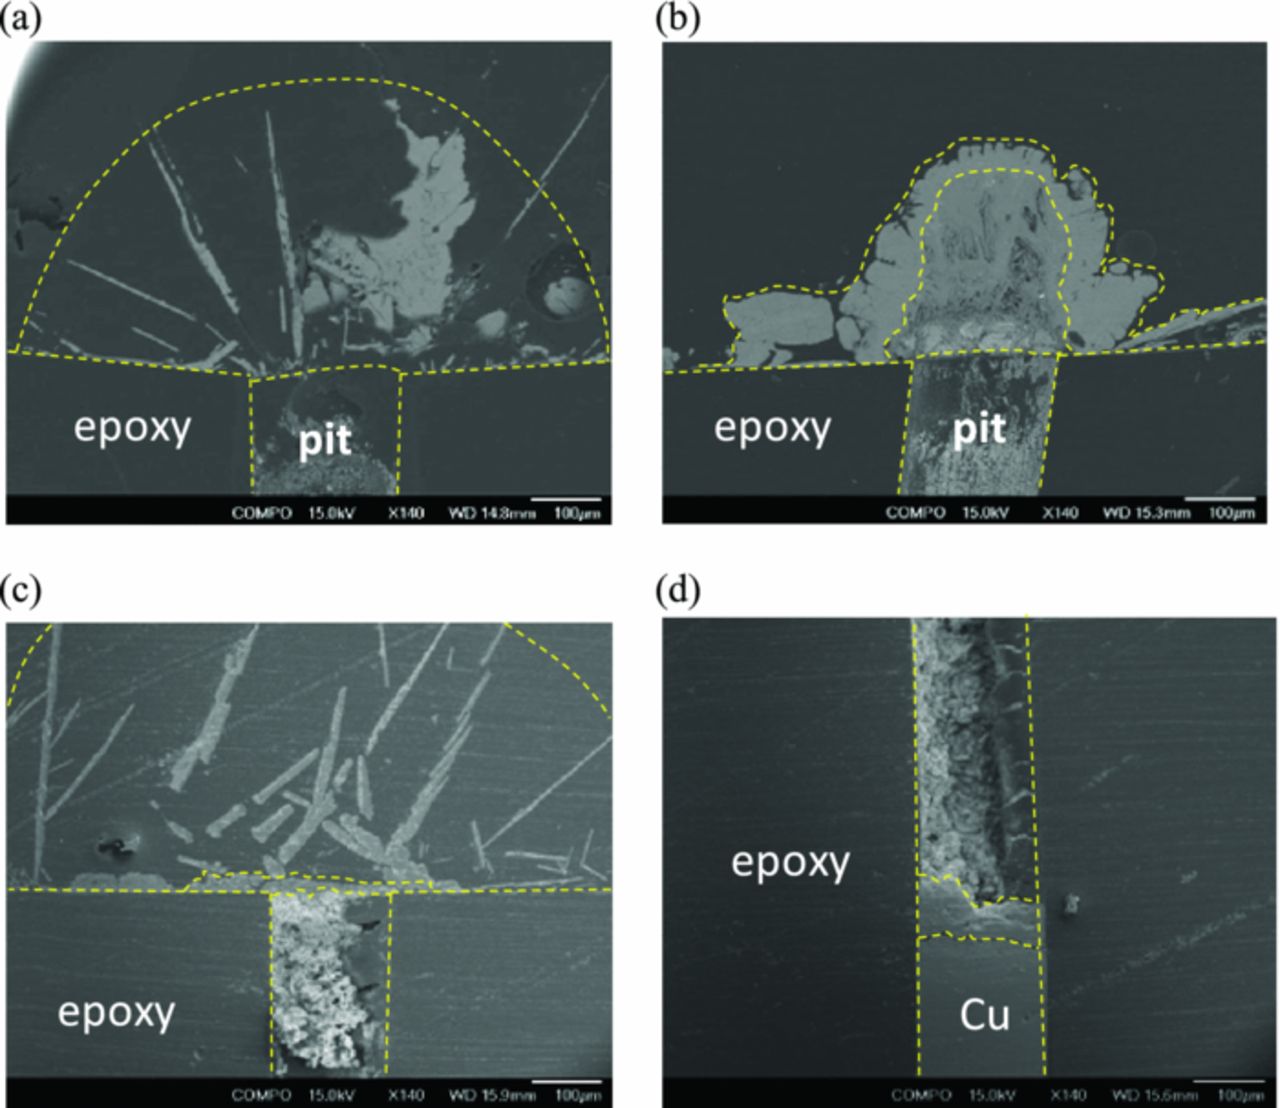 (a)
(b)
epoxy
pit
COMPO 15.0kV X140 WD 14.8mm 100µm
epoxy
pit
COMPO 15.0kV X140 WD 15.3mm 100µm
(c)
(d)
epoxy
COMPO 15.0kV X140 WD 15.9mm 100µm
epoxy
Cu
COMPO 15.0kV X140 WD 15.6mm 100µm